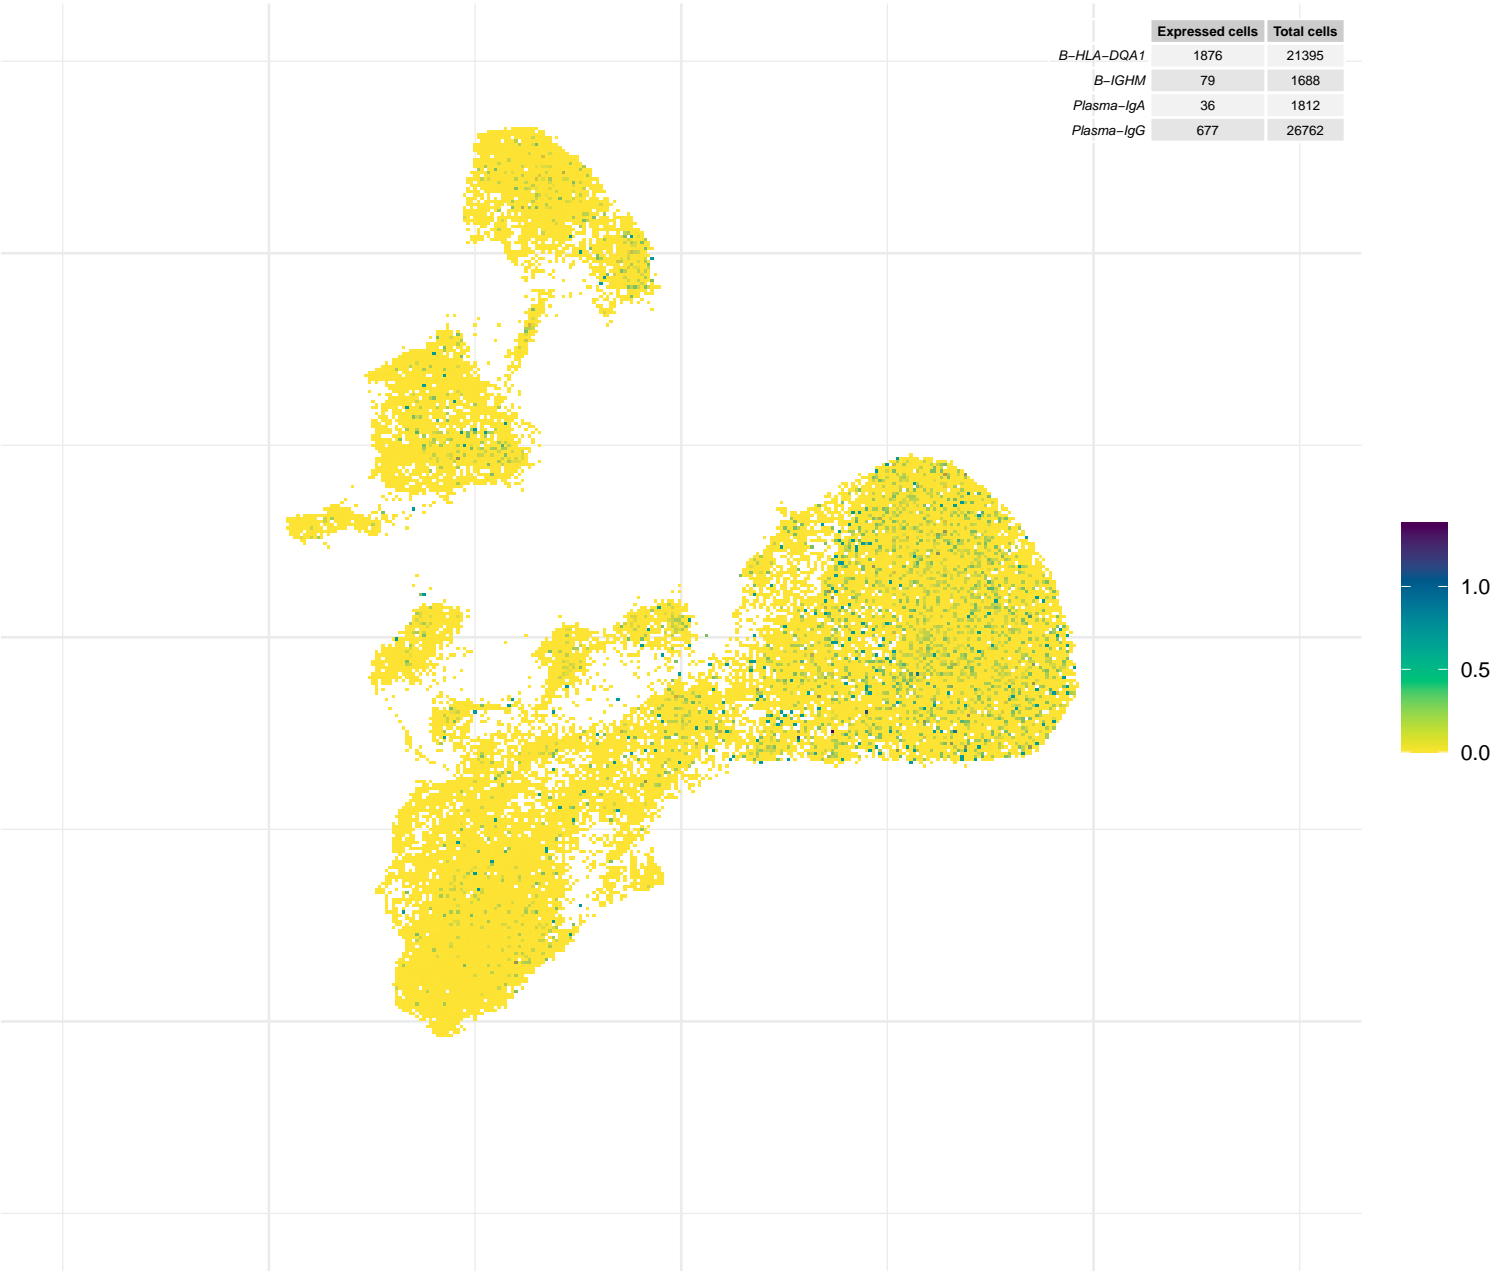 Expressed cells Total cells
B−HLA−DQA1 1876 21395
B−IGHM 79 1688
Plasma−IgA 36 1812
Plasma−IgG 677 26762
1.0
0.5
0.0